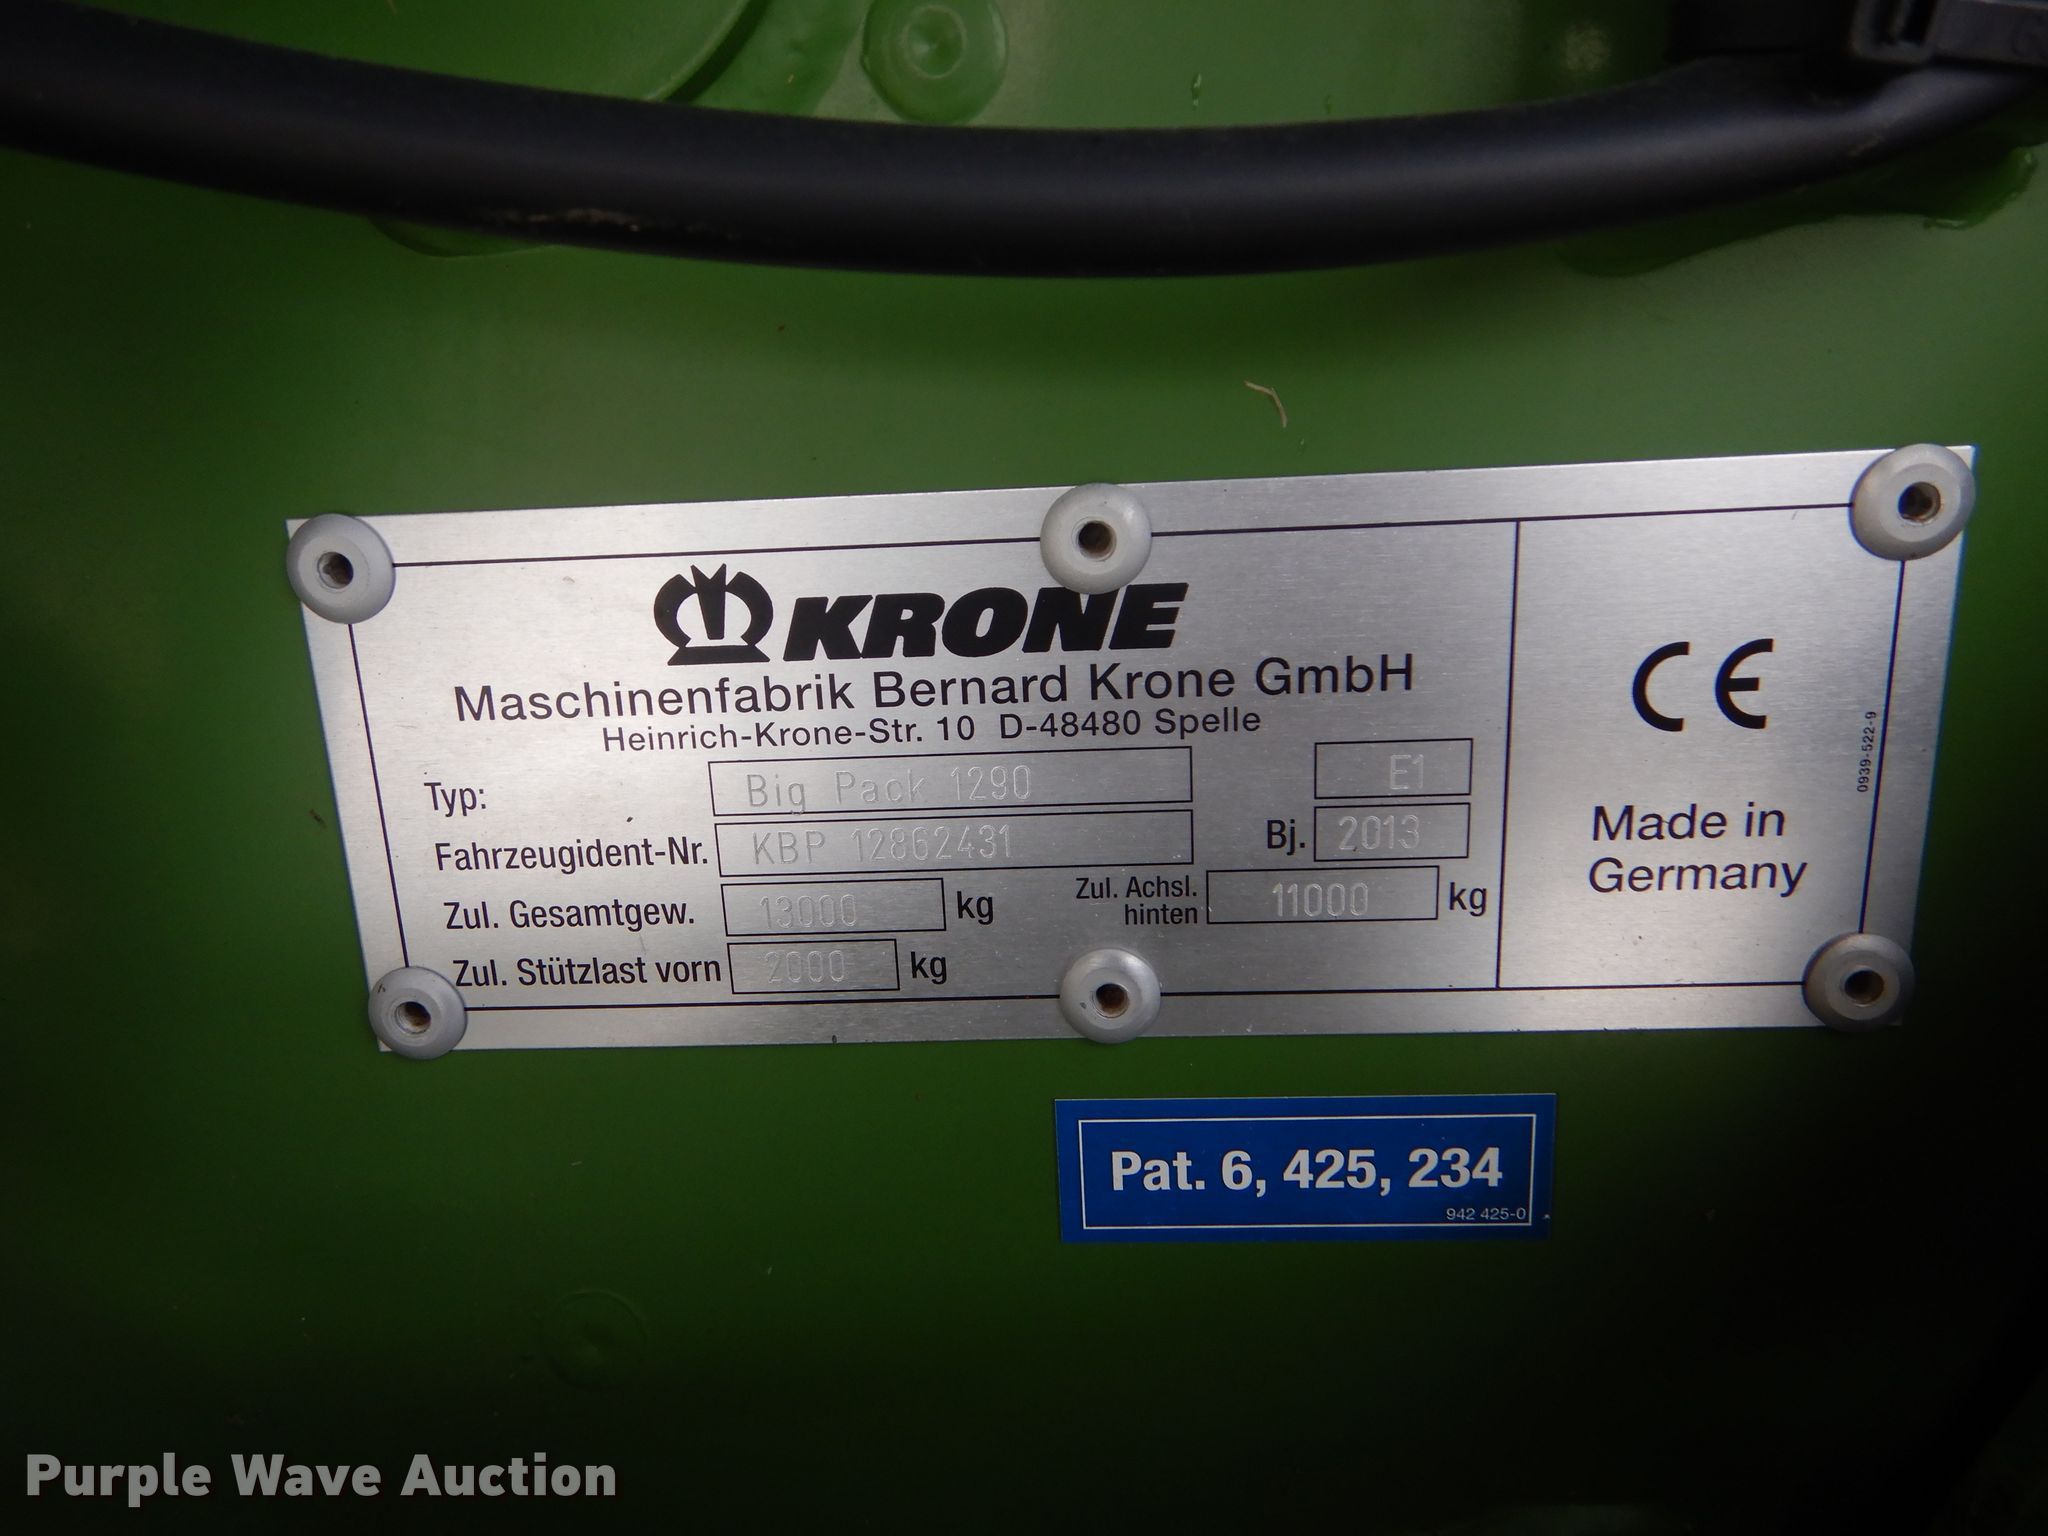 KRONE
Maschinenfabrik Bernard Krone GmbH
Heinrich-Krone-Str. 10 D-48480 Spelle
Typ: Big Pack 1290 E1
Fahrzeugident-Nr. KBP 12862431 Bj. 2013
Zul. Gesamtgew. 13000 kg Zul. Achsl. hinten 11000 kg
Zul. Stützlast vorn 2000 kg
CE
0939-522-9
Made in
Germany
Pat. 6, 425, 234
942 425-0
Purple Wave Auction